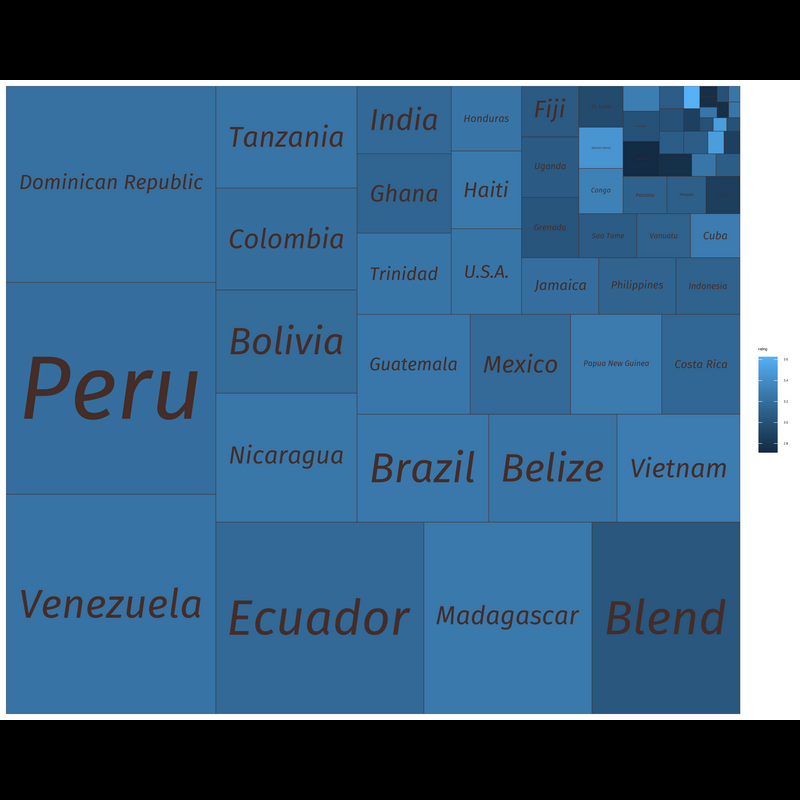 Dominican Republic
Peru
Venezuela
Tanzania
Colombia
Bolivia
Nicaragua
Ecuador
Madagascar
Blend
India
Ghana
Trinidad
Honduras
Haiti
U.S.A.
Guatemala
Mexico
Papua New Guinea
Costa Rica
Brazil
Belize
Vietnam
Fiji
Uganda
Grenada
Jamaica
Philippines
Indonesia
Congo
Sao Tome
Vanuatu
Cuba
rating